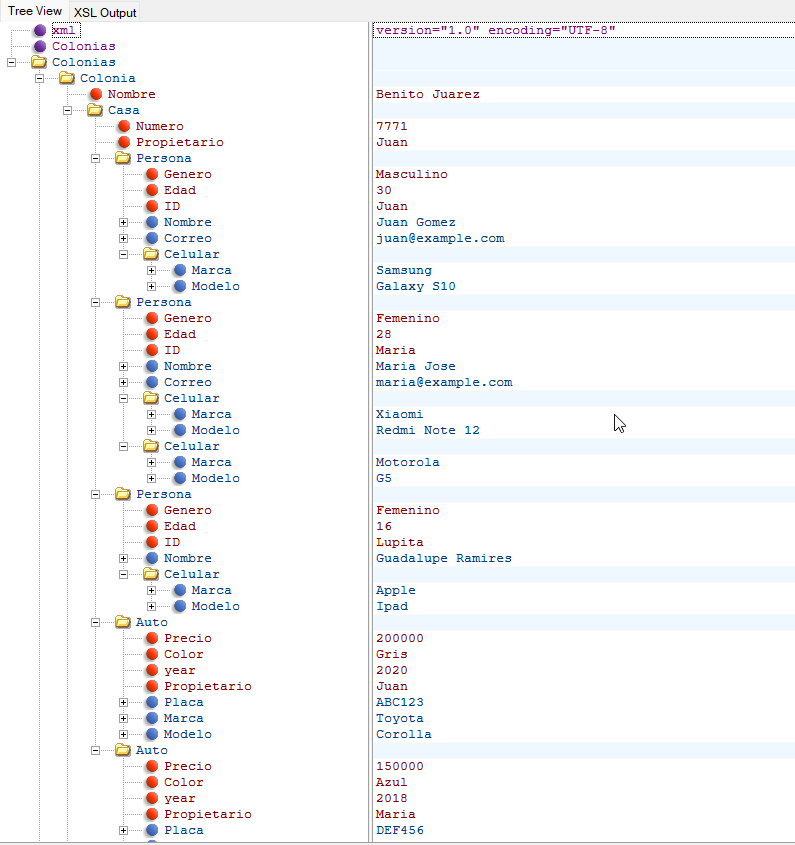 Tree View XSL Output
xml version="1.0" encoding="UTF-8"
Colonias
Colonias
Colonia
Nombre Benito Juarez
Casa
Numero 7771
Propietario Juan
Persona
Genero Masculino
Edad 30
ID Juan
Nombre Juan Gomez
Correo juan@example.com
Celular
Marca Samsung
Modelo Galaxy S10
Persona
Genero Femenino
Edad 28
ID Maria
Nombre Maria Jose
Correo maria@example.com
Celular
Marca Xiaomi
Modelo Redmi Note 12
Celular
Marca Motorola
Modelo G5
Persona
Genero Femenino
Edad 16
ID Lupita
Nombre Guadalupe Ramires
Celular
Marca Apple
Modelo Ipad
Auto
Precio 200000
Color Gris
year 2020
Propietario Juan
Placa ABC123
Marca Toyota
Modelo Corolla
Auto
Precio 150000
Color Azul
year 2018
Propietario Maria
Placa DEF456